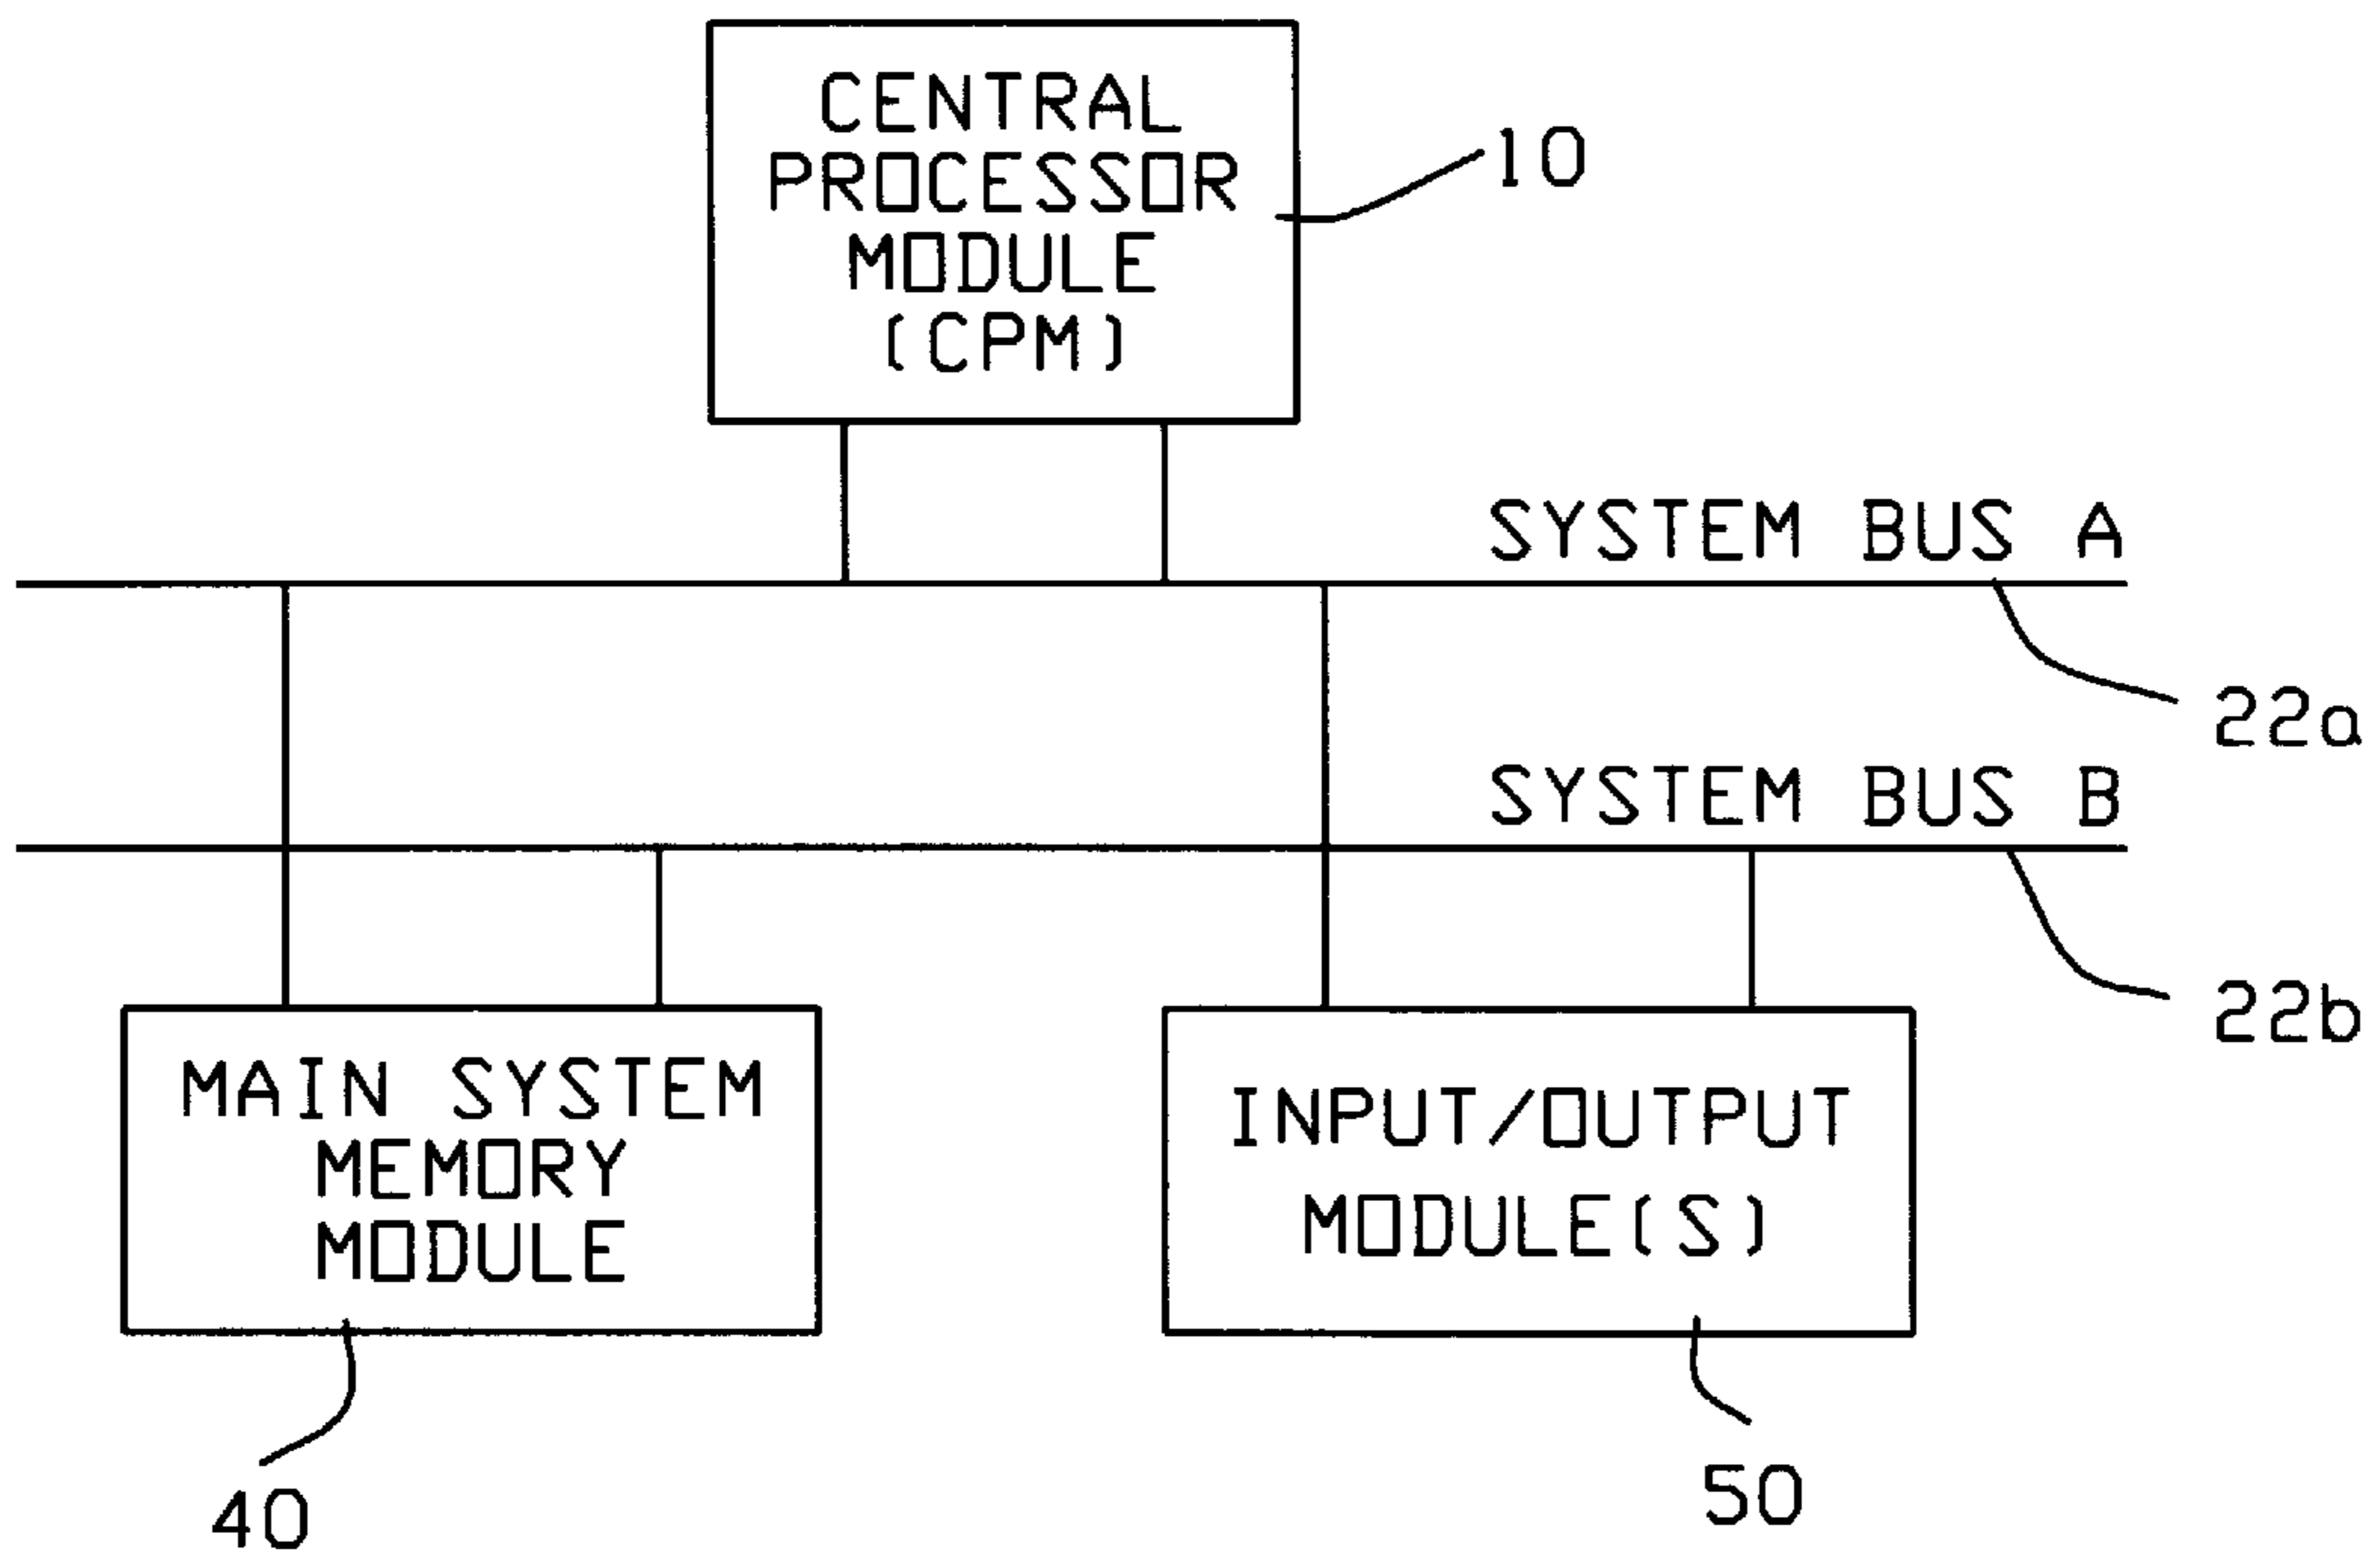 CENTRAL
PROCESSOR
MODULE
(CPM)
10
SYSTEM BUS A
22a
SYSTEM BUS B
22b
MAIN SYSTEM
MEMORY
MODULE
40
INPUT/OUTPUT
MODULE(S)
50